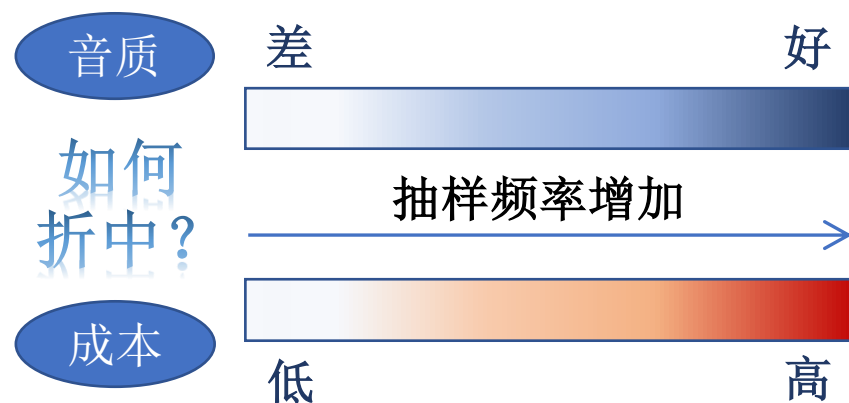 音质
差
好
如何
折中？
抽样频率增加
成本
低
高